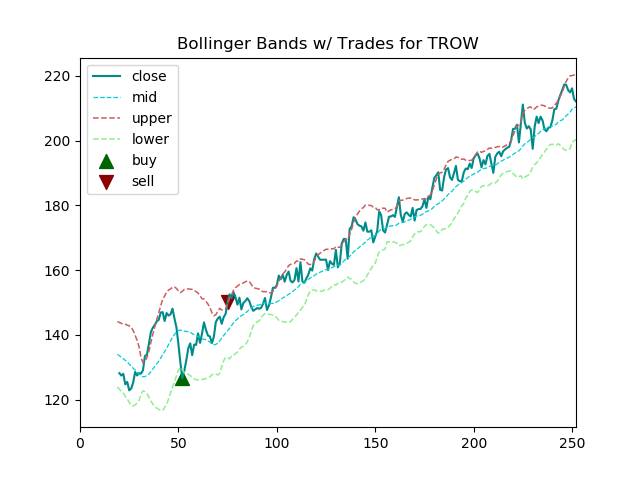 Bollinger Bands w/ Trades for TROW
close
mid
upper
lower
buy
sell
220
200
180
160
140
120
0 50 100 150 200 250